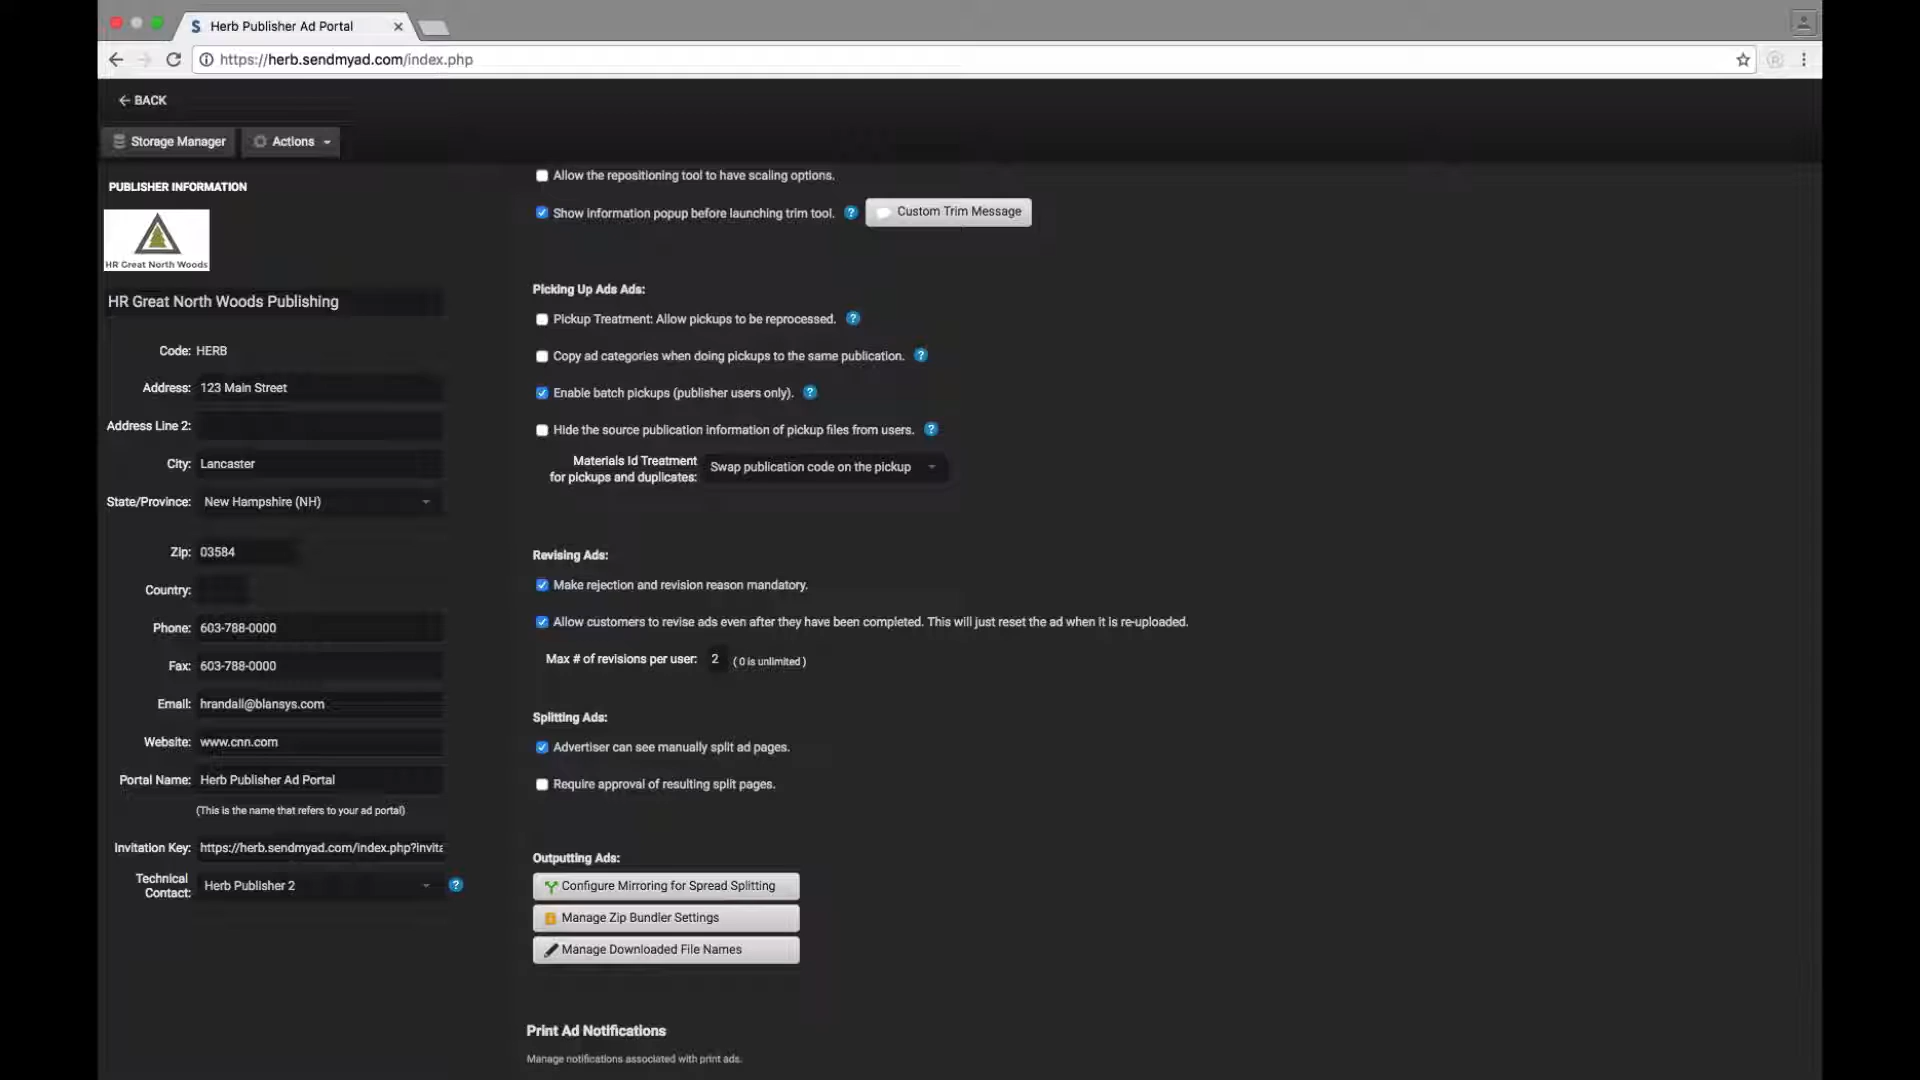 Herb Publisher Ad Portal
https://herb.sendmyad.com/index.php
BACK
Storage Manager
Actions
PUBLISHER INFORMATION
HR Great North Woods
HR Great North Woods Publishing
Code: HERB
Address: 123 Main Street
Address Line 2:
City: Lancaster
State/Province: New Hampshire (NH)
Zip: 03584
Country:
Phone: 603-788-0000
Fax: 603-788-0000
Email: hrandall@blansys.com
Website: www.cnn.com
Portal Name: Herb Publisher Ad Portal
(This is the name that refers to your ad portal)
Invitation Key: https://herb.sendmyad.com/index.php?invita
Technical
Contact: Herb Publisher 2
Allow the repositioning tool to have scaling options.
Show information popup before launching trim tool.
Custom Trim Message
Picking Up Ads Ads:
Pickup Treatment: Allow pickups to be reprocessed.
Copy ad categories when doing pickups to the same publication.
Enable batch pickups (publisher users only).
Hide the source publication information of pickup files from users.
Materials Id Treatment
for pickups and duplicates: Swap publication code on the pickup
Revising Ads:
Make rejection and revision reason mandatory.
Allow customers to revise ads even after they have been completed. This will just reset the ad when it is re-uploaded.
Max # of revisions per user: 2 ( 0 is unlimited )
Splitting Ads:
Advertiser can see manually split ad pages.
Require approval of resulting split pages.
Outputting Ads:
Configure Mirroring for Spread Splitting
Manage Zip Bundler Settings
Manage Downloaded File Names
Print Ad Notifications
Manage notifications associated with print ads.